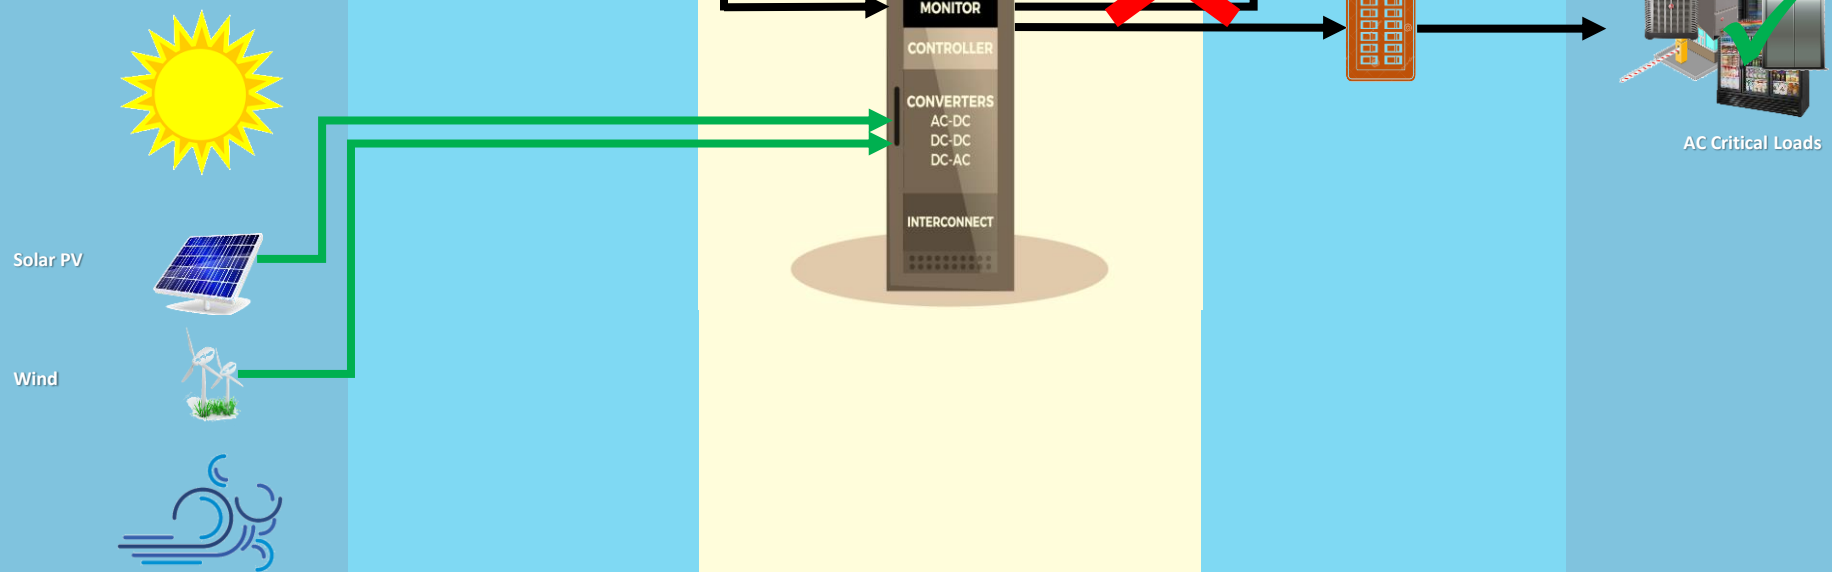 MONITOR
CONTROLLER
CONVERTERS
AC-DC
DC-DC
DC-AC
INTERCONNECT
AC Critical Loads
Solar PV
Wind